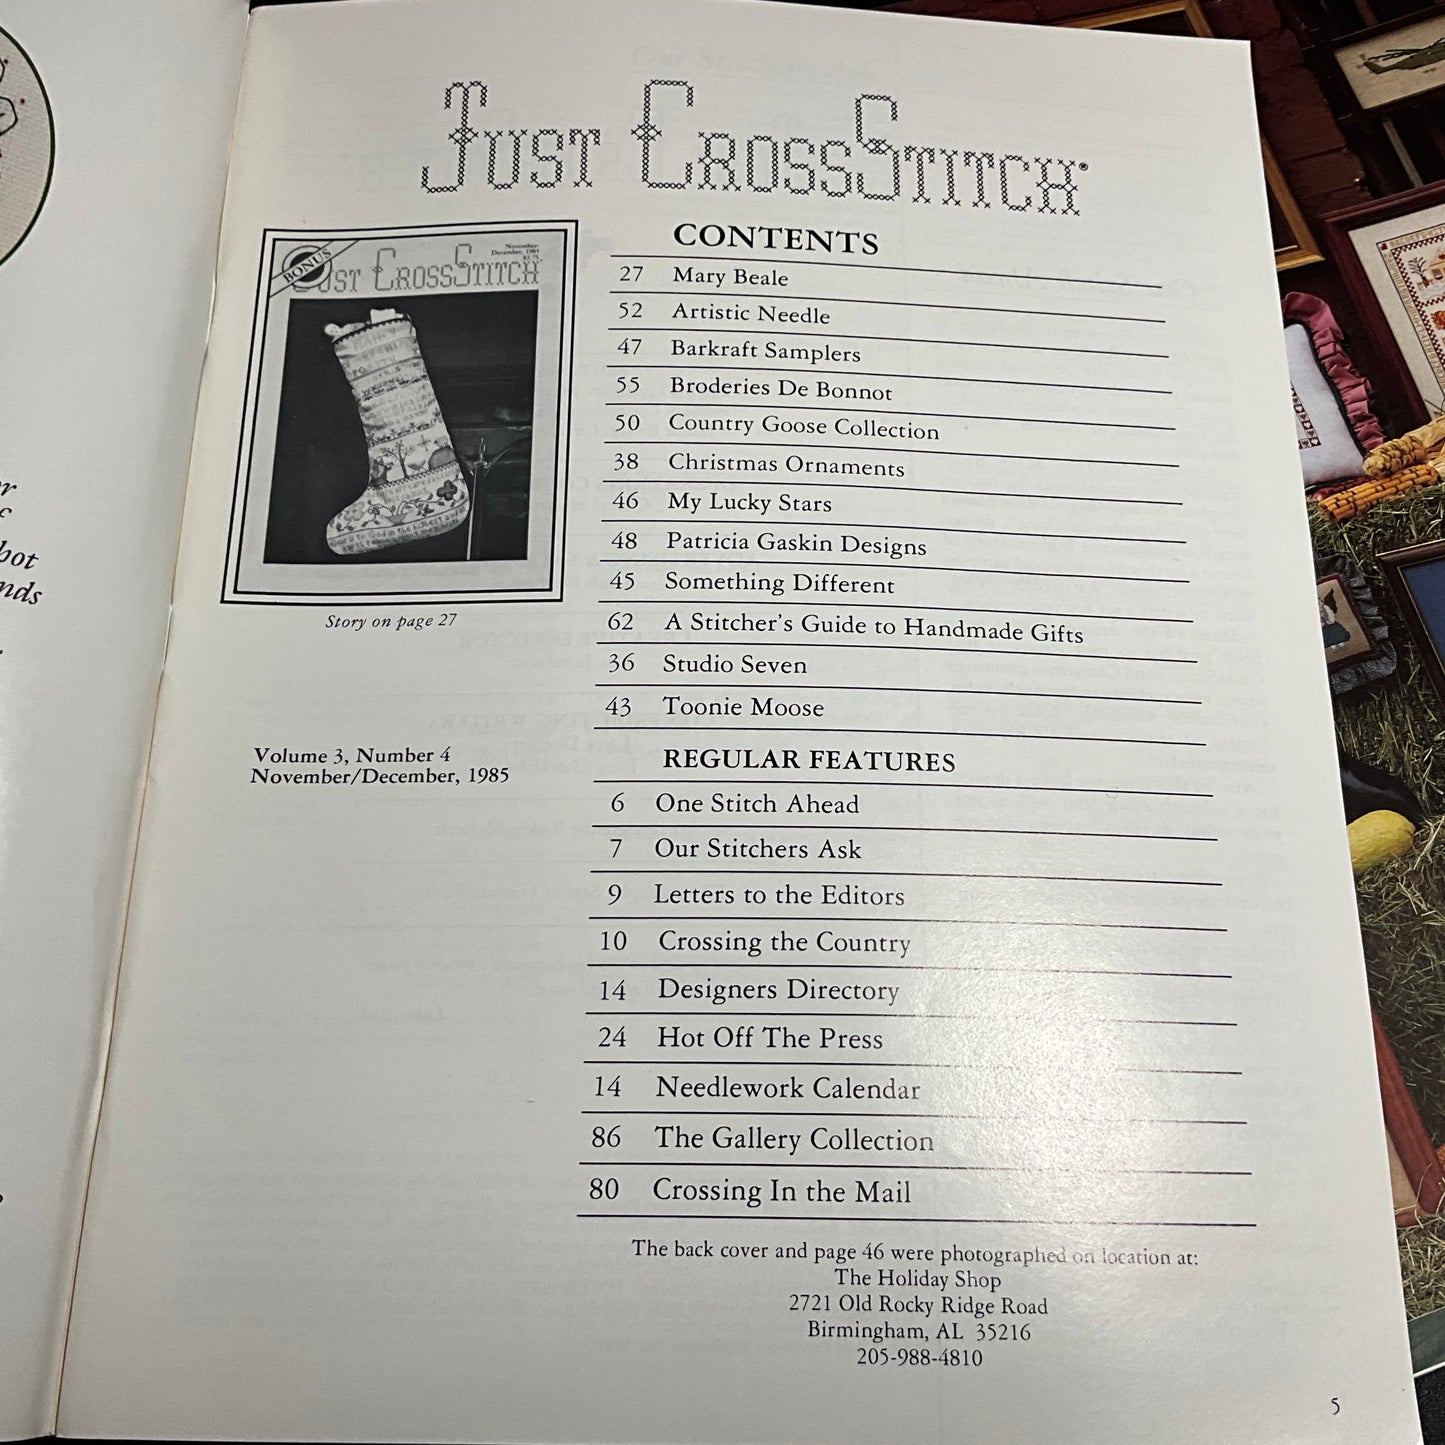 Just CrossStitch®
CONTENTS
27 Mary Beale
52 Artistic Needle
47 Barkraft Samplers
55 Broderies De Bonnot
50 Country Goose Collection
38 Christmas Ornaments
46 My Lucky Stars
48 Patricia Gaskin Designs
45 Something Different
62 A Stitcher's Guide to Handmade Gifts
36 Studio Seven
43 Toonie Moose
REGULAR FEATURES
6 One Stitch Ahead
7 Our Stitchers Ask
9 Letters to the Editors
10 Crossing the Country
14 Designers Directory
24 Hot Off The Press
14 Needlework Calendar
86 The Gallery Collection
80 Crossing In the Mail
The back cover and page 46 were photographed on location at:
The Holiday Shop
2721 Old Rocky Ridge Road
Birmingham, AL 35216
205-988-4810
5
BONUS
November-
December, 1985
Just CrossStitch
Story on page 27
Volume 3, Number 4
November/December, 1985